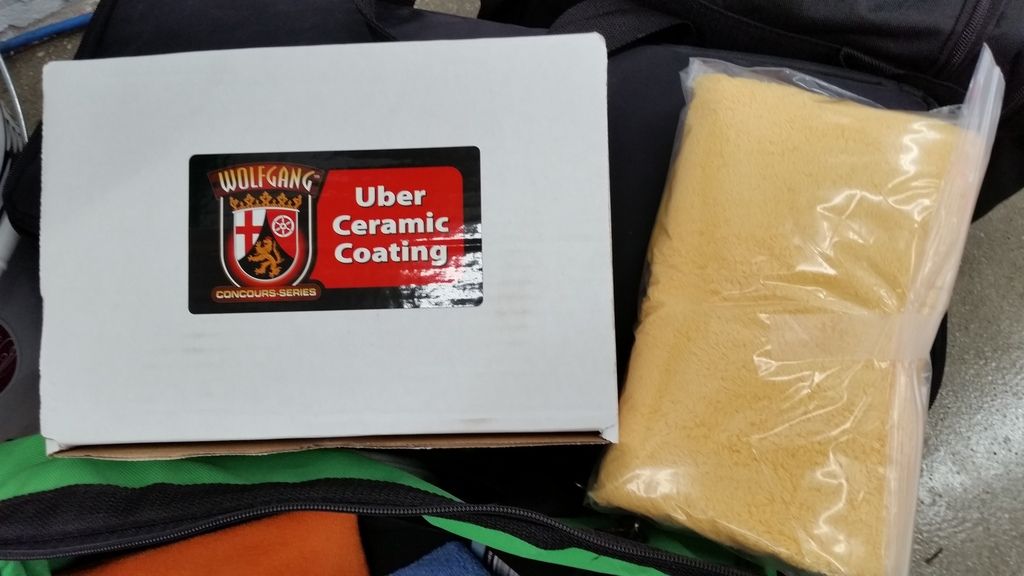 WOLFGANG
Uber
Ceramic
Coating
CONCOURS-SERIES